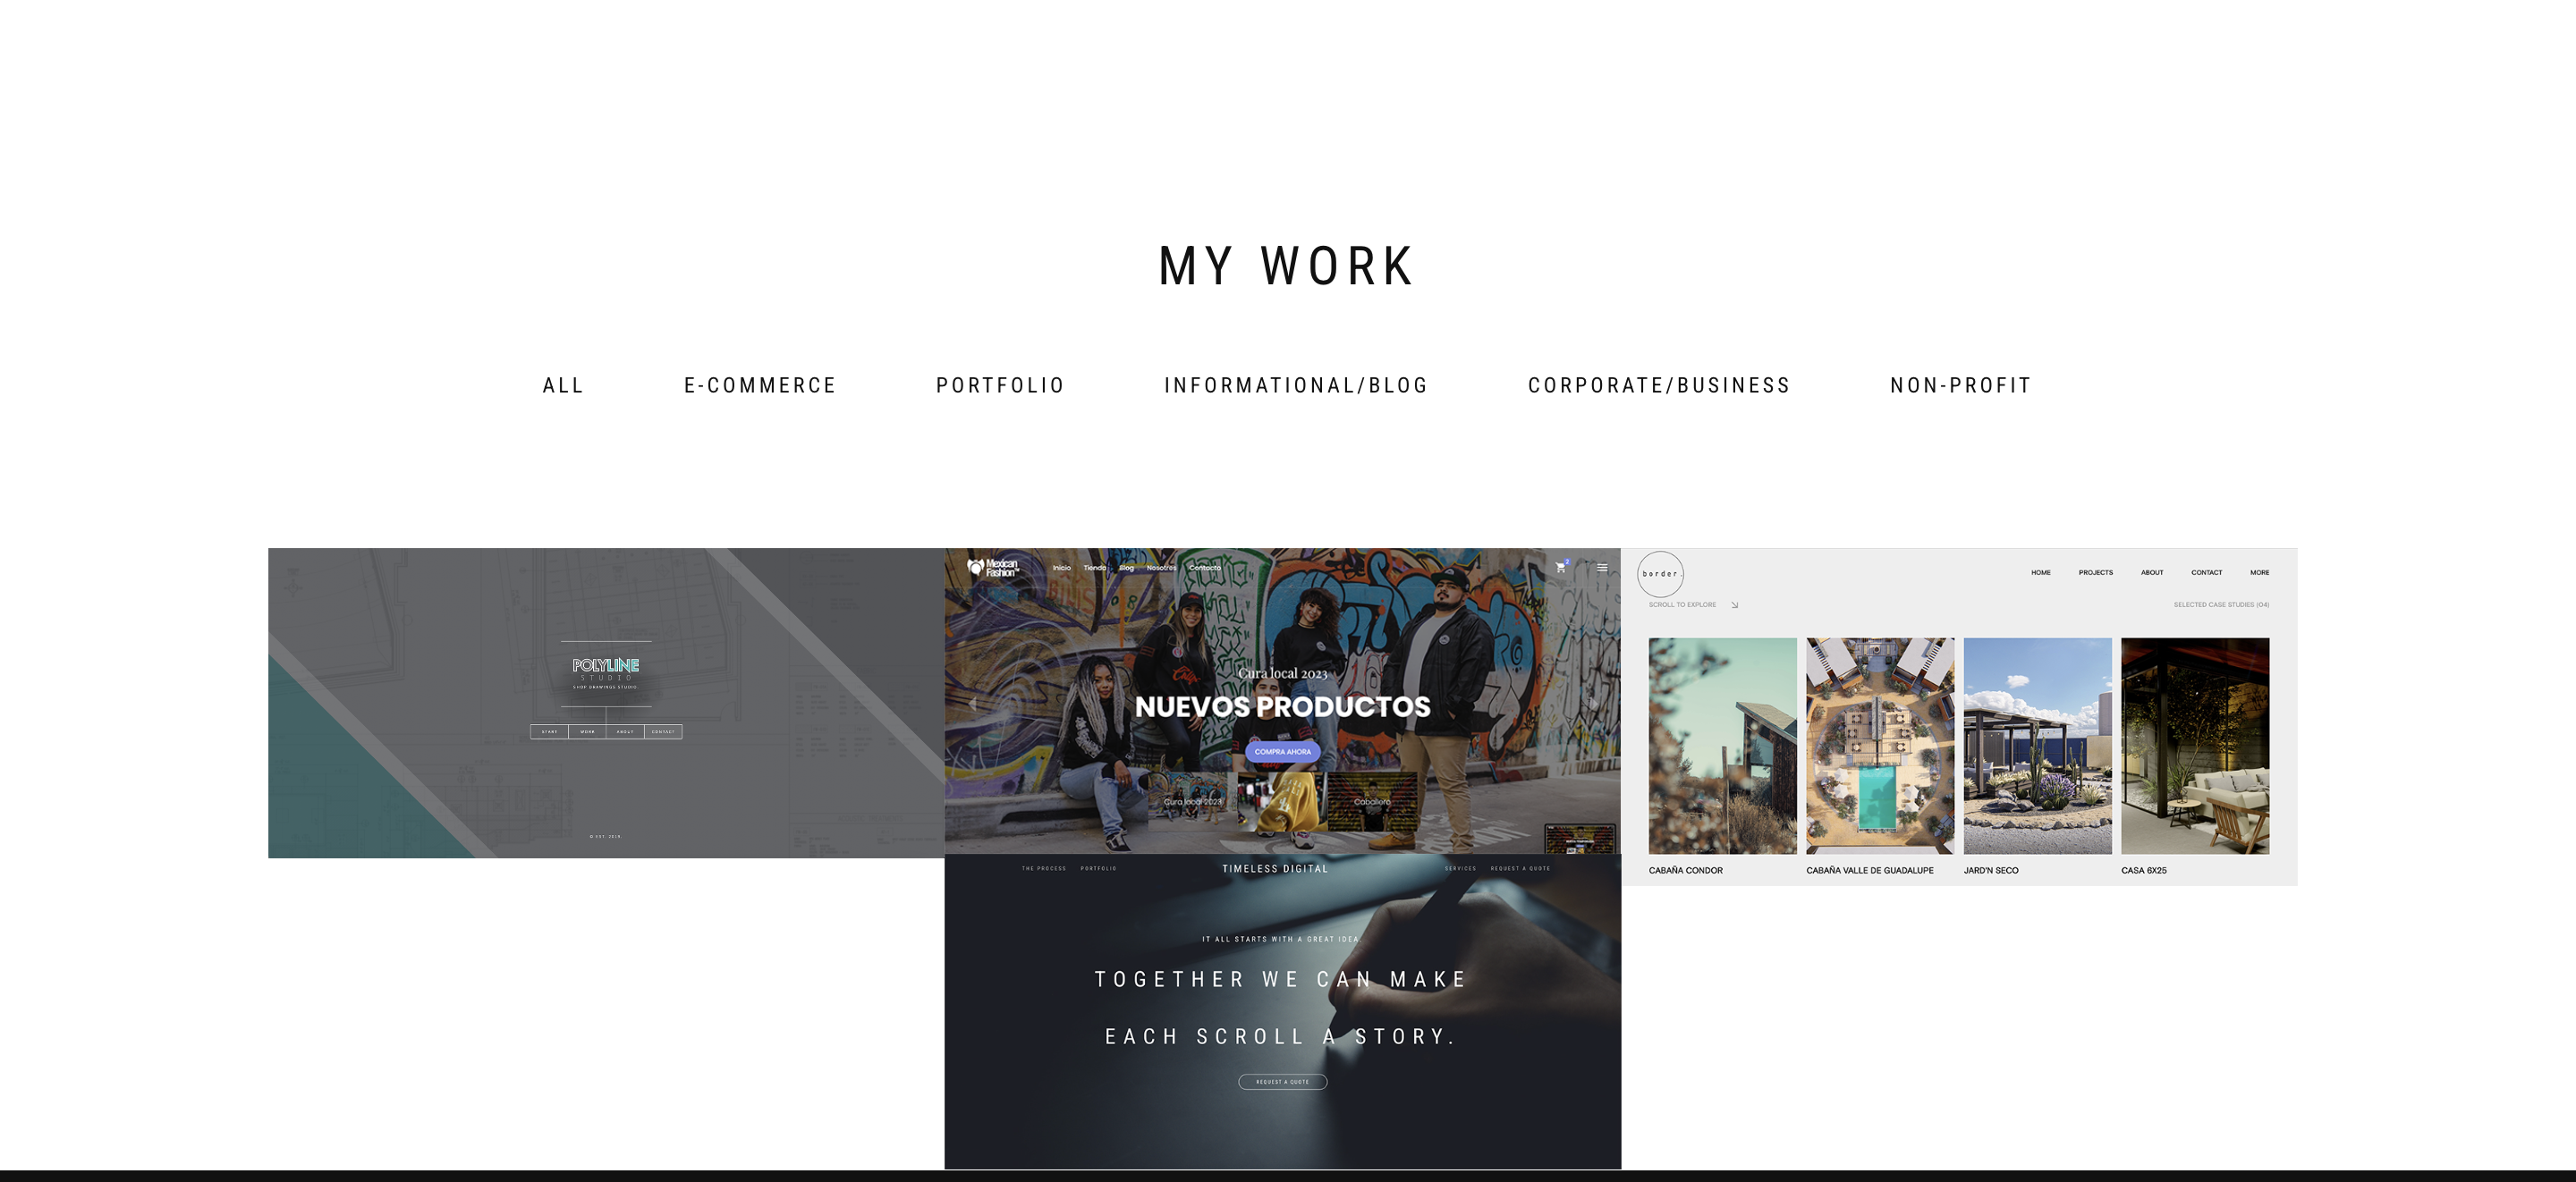 MY WORK
ALL E-COMMERCE PORTFOLIO INFORMATIONAL/BLOG CORPORATE/BUSINESS NON-PROFIT
POLYLINE
STUDIO
SHOP DRAWINGS STUDIO.
START WORK ABOUT CONTACT
© EST. 2018.
Mexican
Fashion
Inicio Tienda Blog Nosotros Contacto
2
Cura local 2023
NUEVOS PRODUCTOS
COMPRA AHORA
Cura local 2023 Caballero
border.
HOME PROJECTS ABOUT CONTACT MORE
SCROLL TO EXPLORE SELECTED CASE STUDIES (04)
CABAÑA CONDOR CABAÑA VALLE DE GUADALUPE JARD'N SECO CASA 6X25
THE PROCESS PORTFOLIO TIMELESS DIGITAL SERVICES REQUEST A QUOTE
IT ALL STARTS WITH A GREAT IDEA.
TOGETHER WE CAN MAKE
EACH SCROLL A STORY.
REQUEST A QUOTE